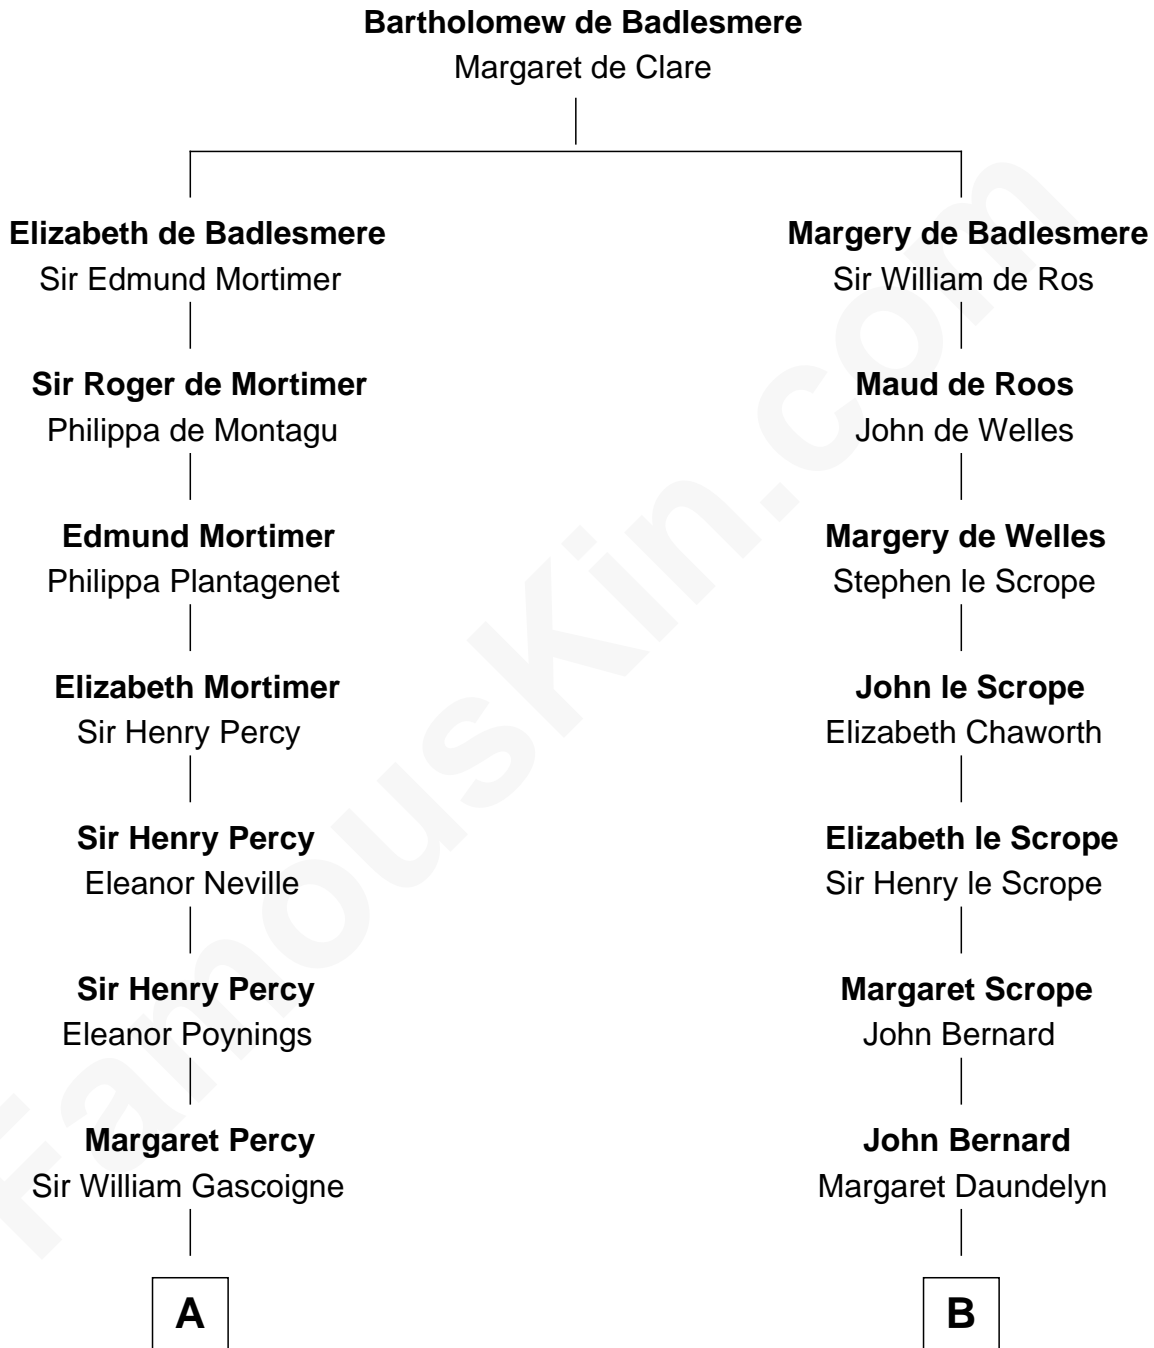 Bartholomew de Badlesmere
Margaret de Clare
Elizabeth de Badlesmere
Sir Edmund Mortimer
Margery de Badlesmere
Sir William de Ros
Sir Roger de Mortimer
Philippa de Montagu
Maud de Roos
John de Welles
Edmund Mortimer
Philippa Plantagenet
Margery de Welles
Stephen le Scrope
Elizabeth Mortimer
Sir Henry Percy
John le Scrope
Elizabeth Chaworth
Sir Henry Percy
Eleanor Neville
Elizabeth le Scrope
Sir Henry le Scrope
Sir Henry Percy
Eleanor Poynings
Margaret Scrope
John Bernard
Margaret Percy
Sir William Gascoigne
John Bernard
Margaret Daundelyn
A
B
FamousKin.com